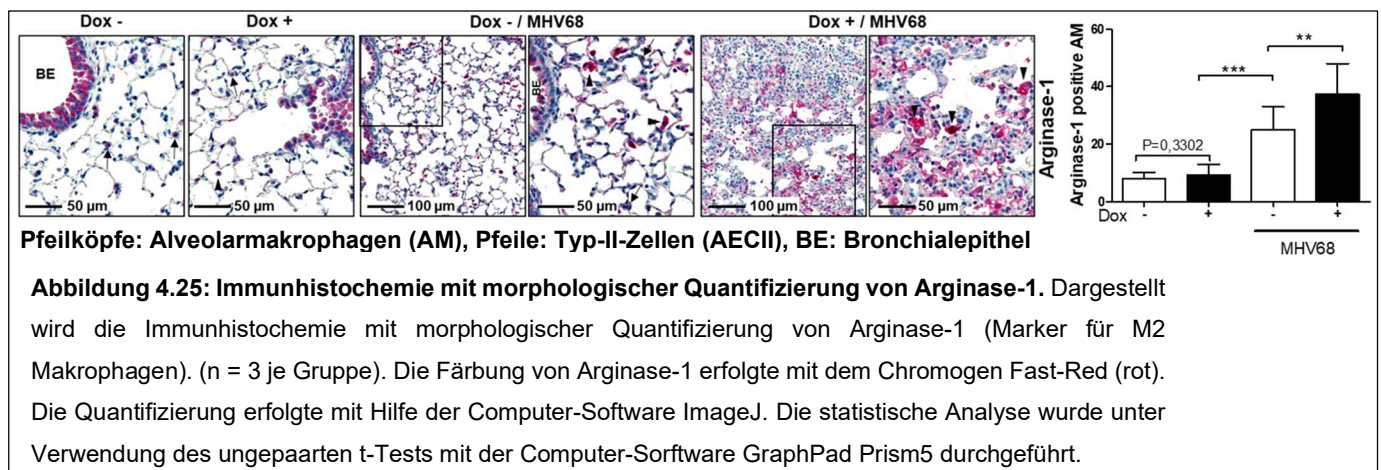 Dox - Dox + Dox - / MHV68 Dox + / MHV68
BE
50 µm
50 µm
100 µm
BE
50 µm
100 µm
50 µm
Arginase-1
Arginase-1 positive AM
60
40
20
0
**
***
P=0,3302
Dox - + - +
MHV68
Pfeilköpfe: Alveolarmakrophagen (AM), Pfeile: Typ-II-Zellen (AECII), BE: Bronchialepithel
Abbildung 4.25: Immunhistochemie mit morphologischer Quantifizierung von Arginase-1. Dargestellt
wird die Immunhistochemie mit morphologischer Quantifizierung von Arginase-1 (Marker für M2
Makrophagen). (n = 3 je Gruppe). Die Färbung von Arginase-1 erfolgte mit dem Chromogen Fast-Red (rot).
Die Quantifizierung erfolgte mit Hilfe der Computer-Software ImageJ. Die statistische Analyse wurde unter
Verwendung des ungepaarten t-Tests mit der Computer-Sorftware GraphPad Prism5 durchgeführt.